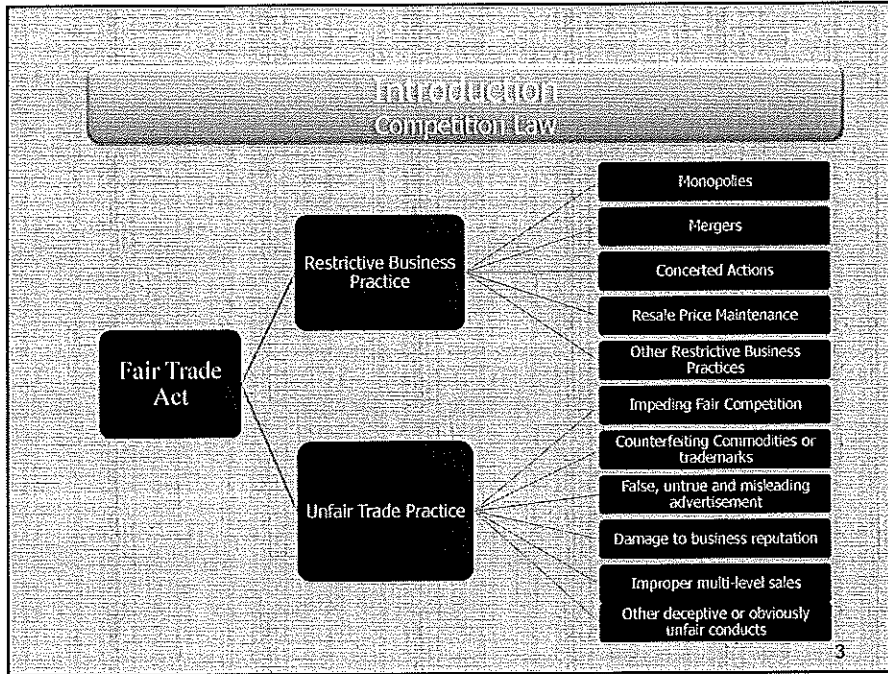 Introduction
Competition Law
Fair Trade
Act
Restrictive Business
Practice
Unfair Trade Practice
Monopolies
Mergers
Concerted Actions
Resale Price Maintenance
Other Restrictive Business
Practices
Impeding Fair Competition
Counterfeiting Commodities or
trademarks
False, untrue and misleading
advertisement
Damage to business reputation
Improper multi-level sales
Other deceptive or obviously
unfair conducts
3